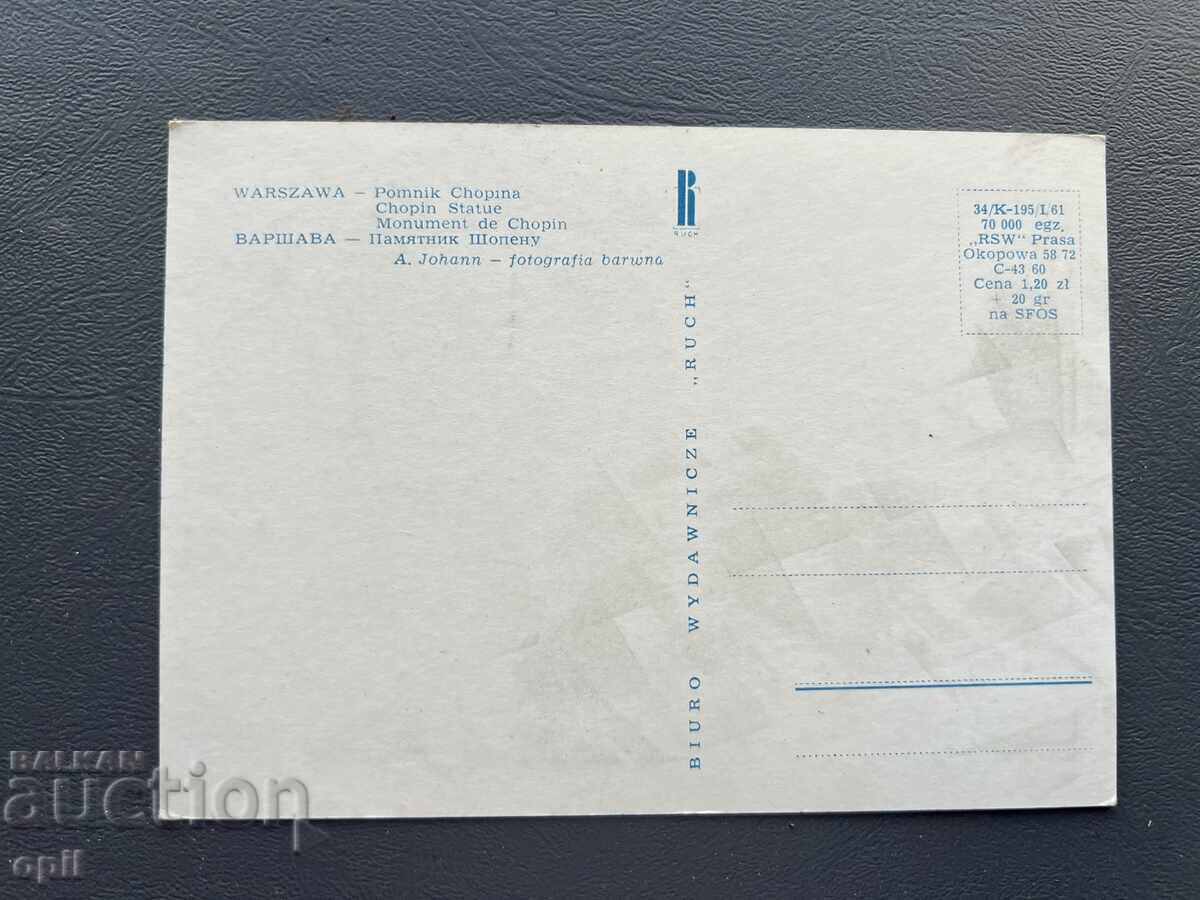 WARSZAWA — Pomnik Chopina
Chopin Statue
Monument de Chopin
ВАРШАВА — Памятник Шопену
A. Johann — fotografia barwna
R
RUCH
BIURO WYDAWNICZE „RUCH"
34/K-195/I/61
70 000 egz.
„RSW" Prasa
Okopowa 58 72
C-43 60
Cena 1,20 zł
+ 20 gr
na SFOS
BALKAN
auction
opll